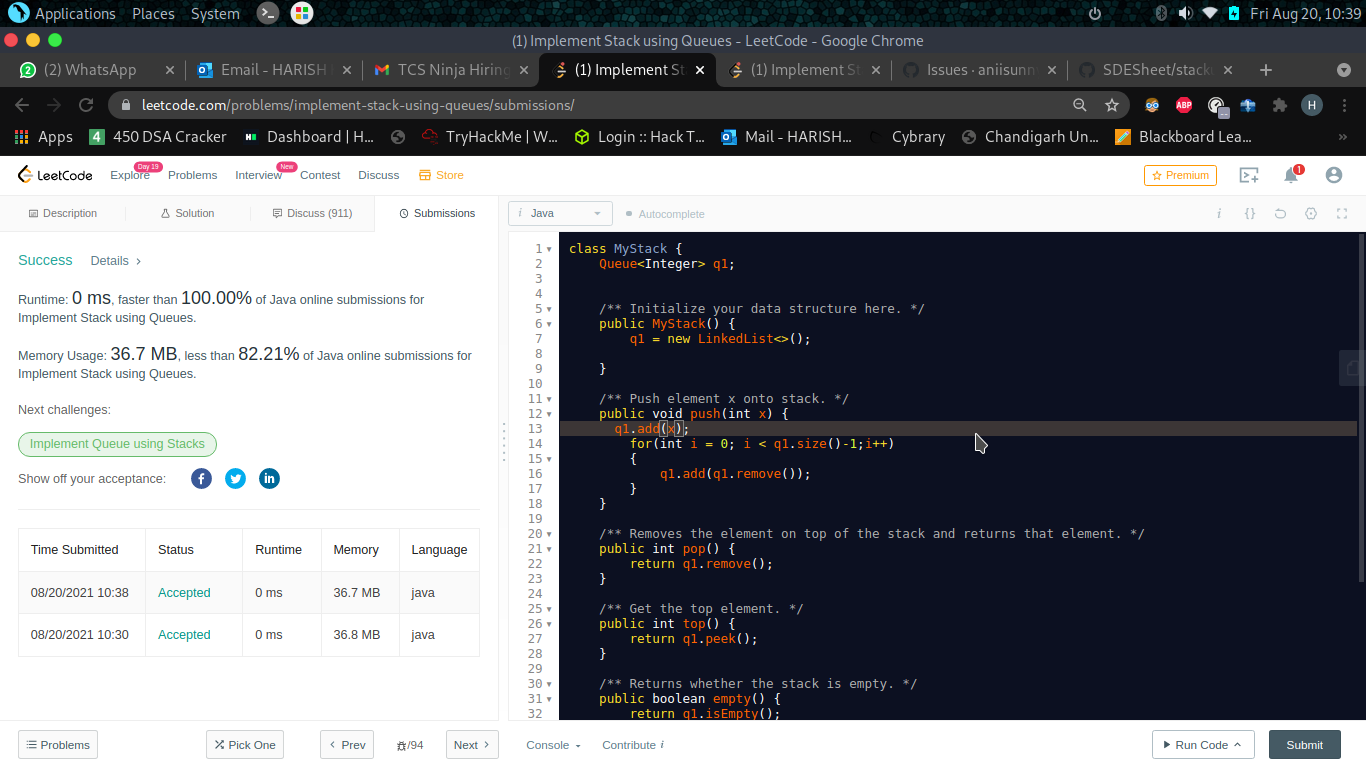 Applications Places System Fri Aug 20, 10:39
(1) Implement Stack using Queues - LeetCode - Google Chrome
(2) WhatsApp Email - HARISH TCS Ninja Hiring (1) Implement St (1) Implement St Issues · aniisunny SDESheet/stack
leetcode.com/problems/implement-stack-using-queues/submissions/ ABP H
Apps 4 450 DSA Cracker Dashboard | H... TryHackMe | W... Login :: Hack T... Mail - HARISH... Cybrary Chandigarh Un... Blackboard Lea... »
LeetCode Explore Day 19 Problems Interview New Contest Discuss Store Premium 1
Description Solution Discuss (911) Submissions
i Java Autocomplete i {}
Success Details >
Runtime: 0 ms, faster than 100.00% of Java online submissions for
Implement Stack using Queues.
Memory Usage: 36.7 MB, less than 82.21% of Java online submissions for
Implement Stack using Queues.
Next challenges:
Implement Queue using Stacks
Show off your acceptance: f in
Time Submitted Status Runtime Memory Language
08/20/2021 10:38 Accepted 0 ms 36.7 MB java
08/20/2021 10:30 Accepted 0 ms 36.8 MB java
1 class MyStack {
2 Queue<Integer> q1;
3
4
5 /** Initialize your data structure here. */
6 public MyStack() {
7 q1 = new LinkedList<>();
8
9 }
10
11 /** Push element x onto stack. */
12 public void push(int x) {
13 q1.add(x);
14 for(int i = 0; i < q1.size()-1;i++)
15 {
16 q1.add(q1.remove());
17 }
18 }
19
20 /** Removes the element on top of the stack and returns that element. */
21 public int pop() {
22 return q1.remove();
23 }
24
25 /** Get the top element. */
26 public int top() {
27 return q1.peek();
28 }
29
30 /** Returns whether the stack is empty. */
31 public boolean empty() {
32 return q1.isEmpty();
Problems Pick One < Prev /94 Next > Console Contribute i Run Code Submit